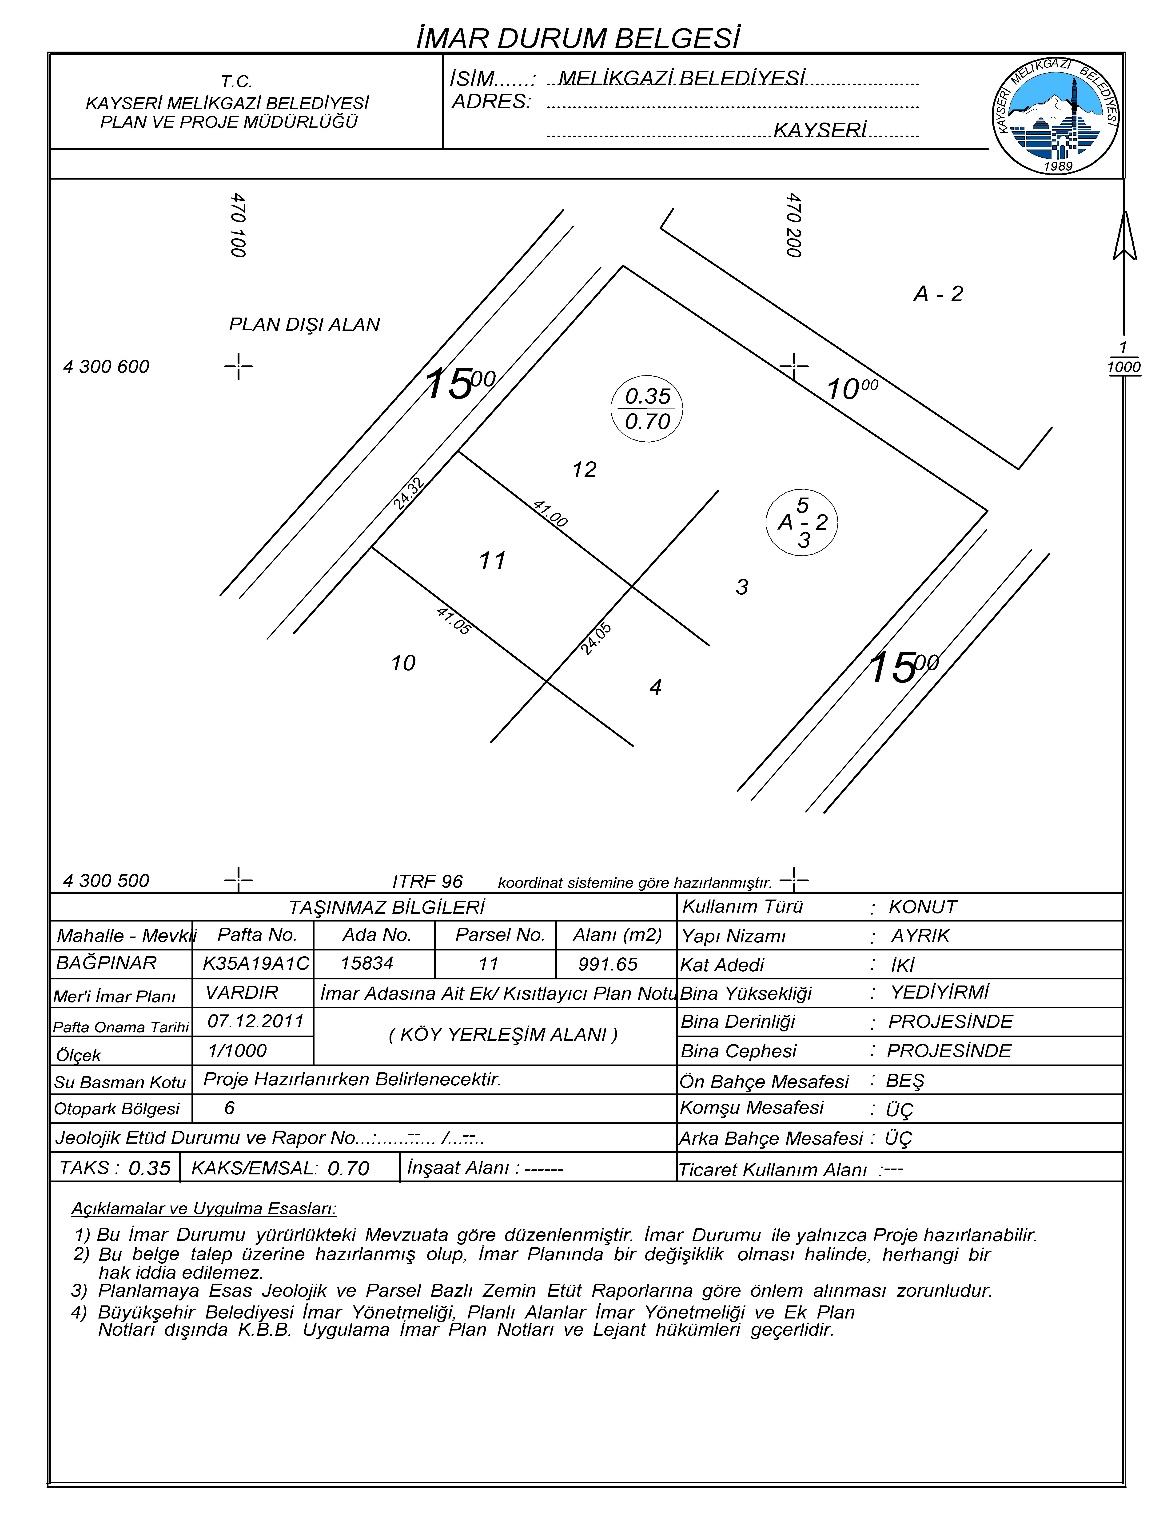 İMAR DURUM BELGESİ
T.C.
KAYSERİ MELİKGAZİ BELEDİYESİ
PLAN VE PROJE MÜDÜRLÜĞÜ
İSİM......: MELİKGAZİ BELEDİYESİ
ADRES:
KAYSERİ
KAYSERİ MELİKGAZİ BELEDİYESİ
1989
470 100
470 200
A - 2
PLAN DIŞI ALAN
4 300 600
1
1000
15 00
10 00
0.35
0.70
12
24.32
41.00
5
A - 2
3
11
3
41.05
24.05
10
15 00
4
4 300 500
ITRF 96 koordinat sistemine göre hazırlanmıştır.
TAŞINMAZ BİLGİLERİ
Kullanım Türü : KONUT
Mahalle - Mevkii Pafta No. Ada No. Parsel No. Alanı (m2)
Yapı Nizamı : AYRIK
BAĞPINAR K35A19A1C 15834 11 991.65
Kat Adedi : İKİ
Mer'i İmar Planı VARDIR İmar Adasına Ait Ek/ Kısıtlayıcı Plan Notu
Bina Yüksekliği : YEDİYİRMİ
Pafta Onama Tarihi 07.12.2011
( KÖY YERLEŞİM ALANI )
Bina Derinliği : PROJESİNDE
Ölçek 1/1000
Bina Cephesi : PROJESİNDE
Su Basman Kotu Proje Hazırlanırken Belirlenecektir.
Ön Bahçe Mesafesi : BEŞ
Otopark Bölgesi 6
Komşu Mesafesi : ÜÇ
Jeolojik Etüd Durumu ve Rapor No...:......--... /...--..
Arka Bahçe Mesafesi : ÜÇ
TAKS : 0.35 KAKS/EMSAL: 0.70 İnşaat Alanı : ------
Ticaret Kullanım Alanı :---
Açıklamalar ve Uygulma Esasları:
1) Bu İmar Durumu yürürlükteki Mevzuata göre düzenlenmiştir. İmar Durumu ile yalnızca Proje hazırlanabilir.
2) Bu belge talep üzerine hazırlanmış olup, İmar Planında bir değişiklik olması halinde, herhangi bir
hak iddia edilemez.
3) Planlamaya Esas Jeolojik ve Parsel Bazlı Zemin Etüt Raporlarına göre önlem alınması zorunludur.
4) Büyükşehir Belediyesi İmar Yönetmeliği, Planlı Alanlar İmar Yönetmeliği ve Ek Plan
Notları dışında K.B.B. Uygulama İmar Plan Notları ve Lejant hükümleri geçerlidir.